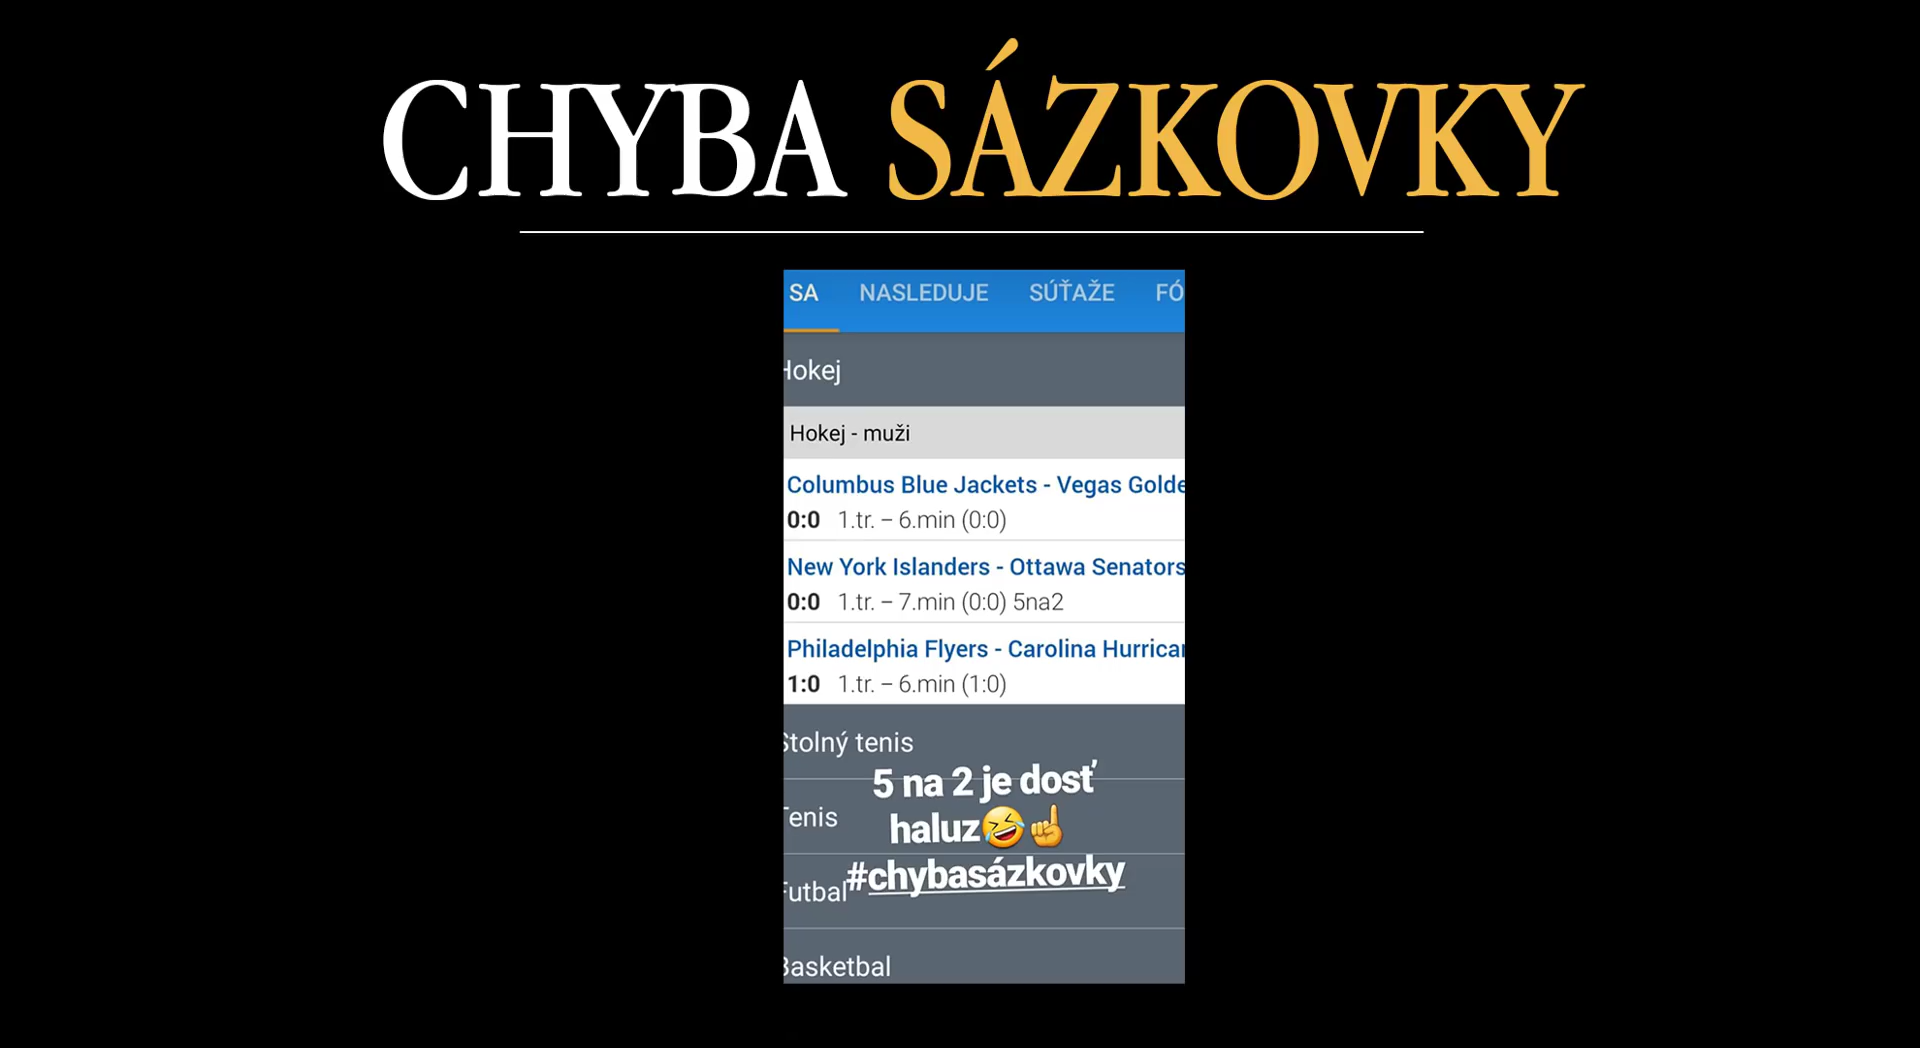 CHYBA SÁZKOVKY
SA NASLEDUJE SÚŤAŽE FÓ
Hokej
Hokej - muži
Columbus Blue Jackets - Vegas Golde
0:0 1.tr. – 6.min (0:0)
New York Islanders - Ottawa Senators
0:0 1.tr. – 7.min (0:0) 5na2
Philadelphia Flyers - Carolina Hurrica
1:0 1.tr. – 6.min (1:0)
Stolný tenis
5 na 2 je dosť
Tenis
haluz🤣☝
#chybasázkovky
Futbal
Basketbal